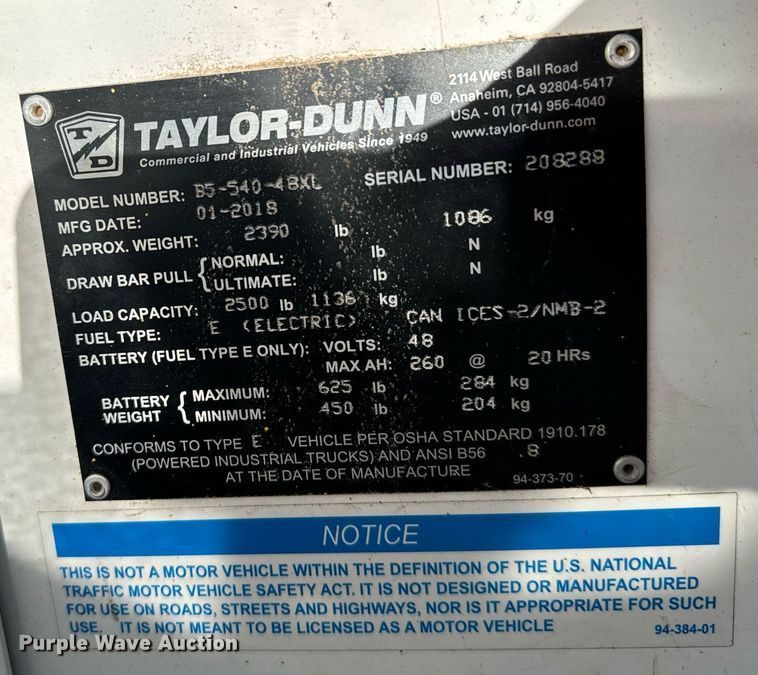 T/D
TAYLOR-DUNN®
Commercial and Industrial Vehicles Since 1949
2114 West Ball Road
Anaheim, CA 92804-5417
USA - 01 (714) 956-4040
www.taylor-dunn.com
MODEL NUMBER: B5-540-48XL SERIAL NUMBER: 208288
MFG DATE: 01-2018
APPROX. WEIGHT: 2390 lb 1086 kg
DRAW BAR PULL { NORMAL: lb N
ULTIMATE: lb N
LOAD CAPACITY: 2500 lb 1136 kg
FUEL TYPE: E (ELECTRIC) CAN ICES-2/NMB-2
BATTERY (FUEL TYPE E ONLY): VOLTS: 48
MAX AH: 260 @ 20 HRs
BATTERY WEIGHT { MAXIMUM: 625 lb 284 kg
MINIMUM: 450 lb 204 kg
CONFORMS TO TYPE E VEHICLE PER OSHA STANDARD 1910.178
(POWERED INDUSTRIAL TRUCKS) AND ANSI B56 .8
AT THE DATE OF MANUFACTURE 94-373-70
NOTICE
THIS IS NOT A MOTOR VEHICLE WITHIN THE DEFINITION OF THE U.S. NATIONAL
TRAFFIC MOTOR VEHICLE SAFETY ACT. IT IS NOT DESIGNED OR MANUFACTURED
FOR USE ON ROADS, STREETS AND HIGHWAYS, NOR IS IT APPROPRIATE FOR SUCH
USE. IT IS NOT MEANT TO BE LICENSED AS A MOTOR VEHICLE 94-384-01
Purple Wave Auction